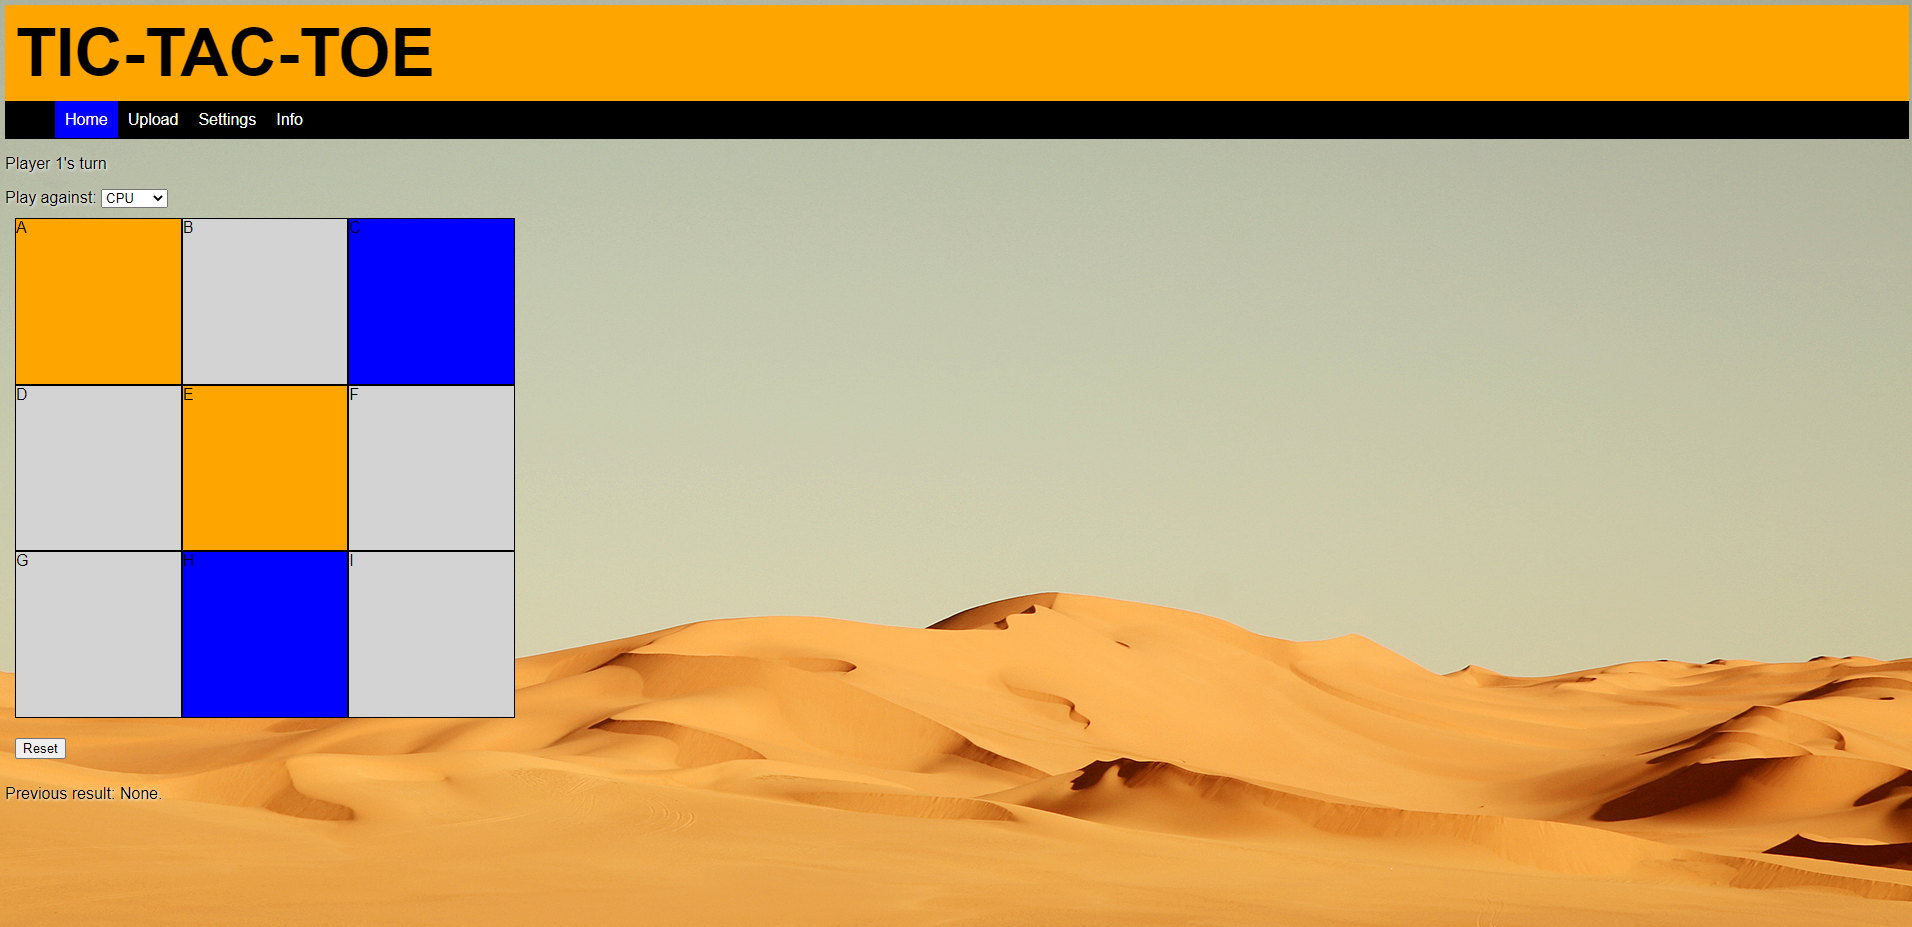 TIC-TAC-TOE
Home Upload Settings Info
Player 1's turn
Play against: CPU
A B C
D E F
G H I
Reset
Previous result: None.